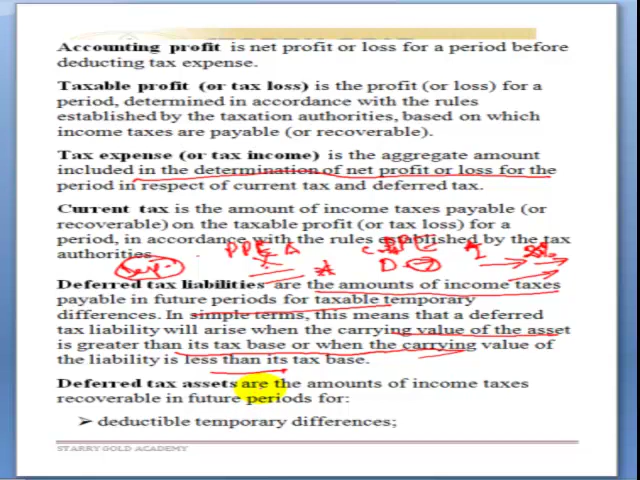 Accounting profit is net profit or loss for a period before
deducting tax expense.
Taxable profit (or tax loss) is the profit (or loss) for a
period, determined in accordance with the rules
established by the taxation authorities, based on which
income taxes are payable (or recoverable).
Tax expense (or tax income) is the aggregate amount
included in the determination of net profit or loss for the
period in respect of current tax and deferred tax.
Current tax is the amount of income taxes payable (or
recoverable) on the taxable profit (or tax loss) for a
period, in accordance with the rules established by the tax
authorities
PPE A
Deferred tax liabilities are the amounts of income taxes
payable in future periods for taxable temporary
differences. In simple terms, this means that a deferred
tax liability will arise when the carrying value of the asset
is greater than its tax base or when the carrying value of
the liability is less than its tax base.
Deferred tax assets are the amounts of income taxes
recoverable in future periods for:
➢ deductible temporary differences;
STARRY GOLD ACADEMY